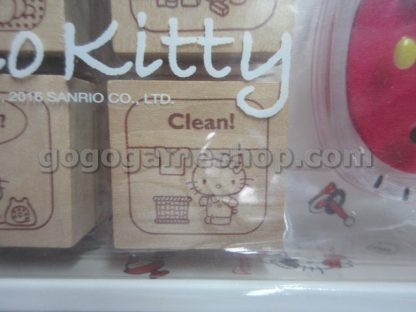 o Kitty
, 2016 SANRIO CO., LTD.
?
Clean!
gogogameshop.com